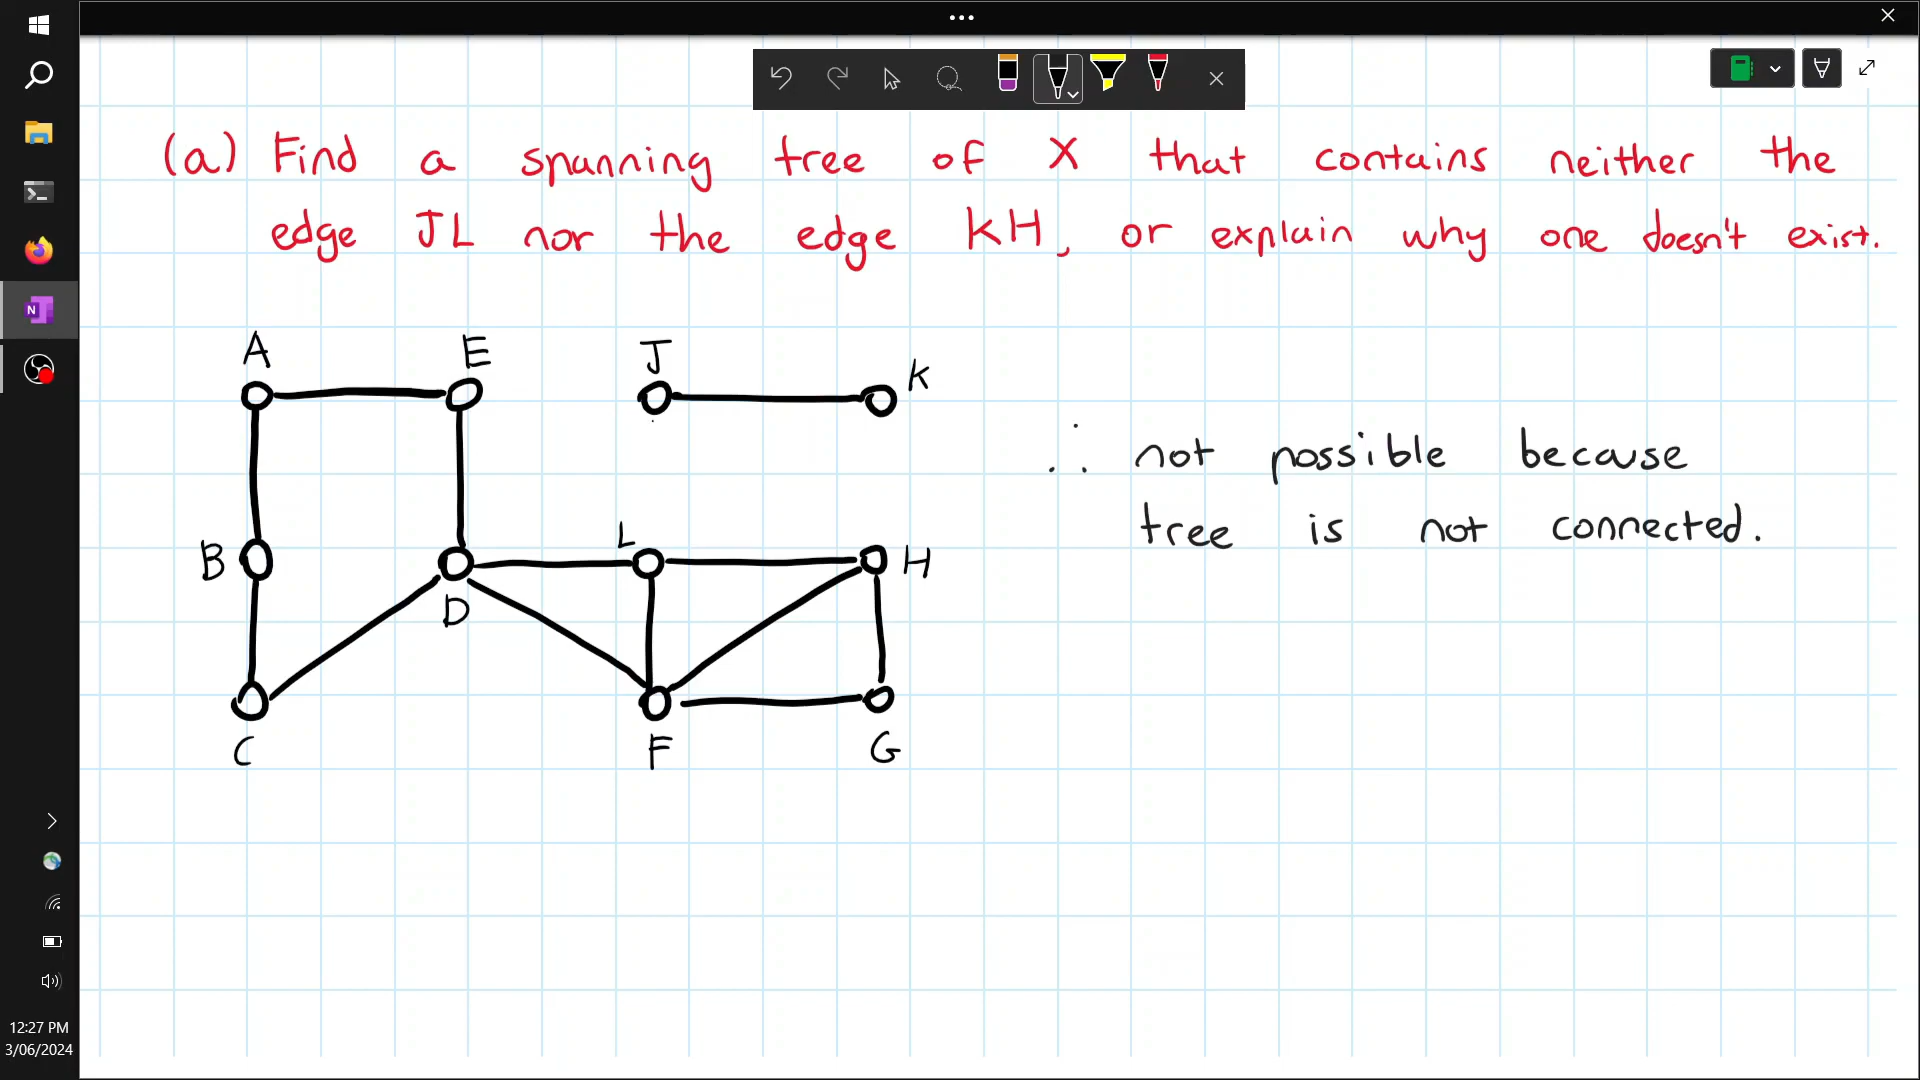 (a) Find a spanning tree of X that contains neither the
edge JL nor the edge KH, or explain why one doesn't exist.
A E J K
∴ not possible because
tree is not connected.
B D L H
C F G
12:27 PM
3/06/2024